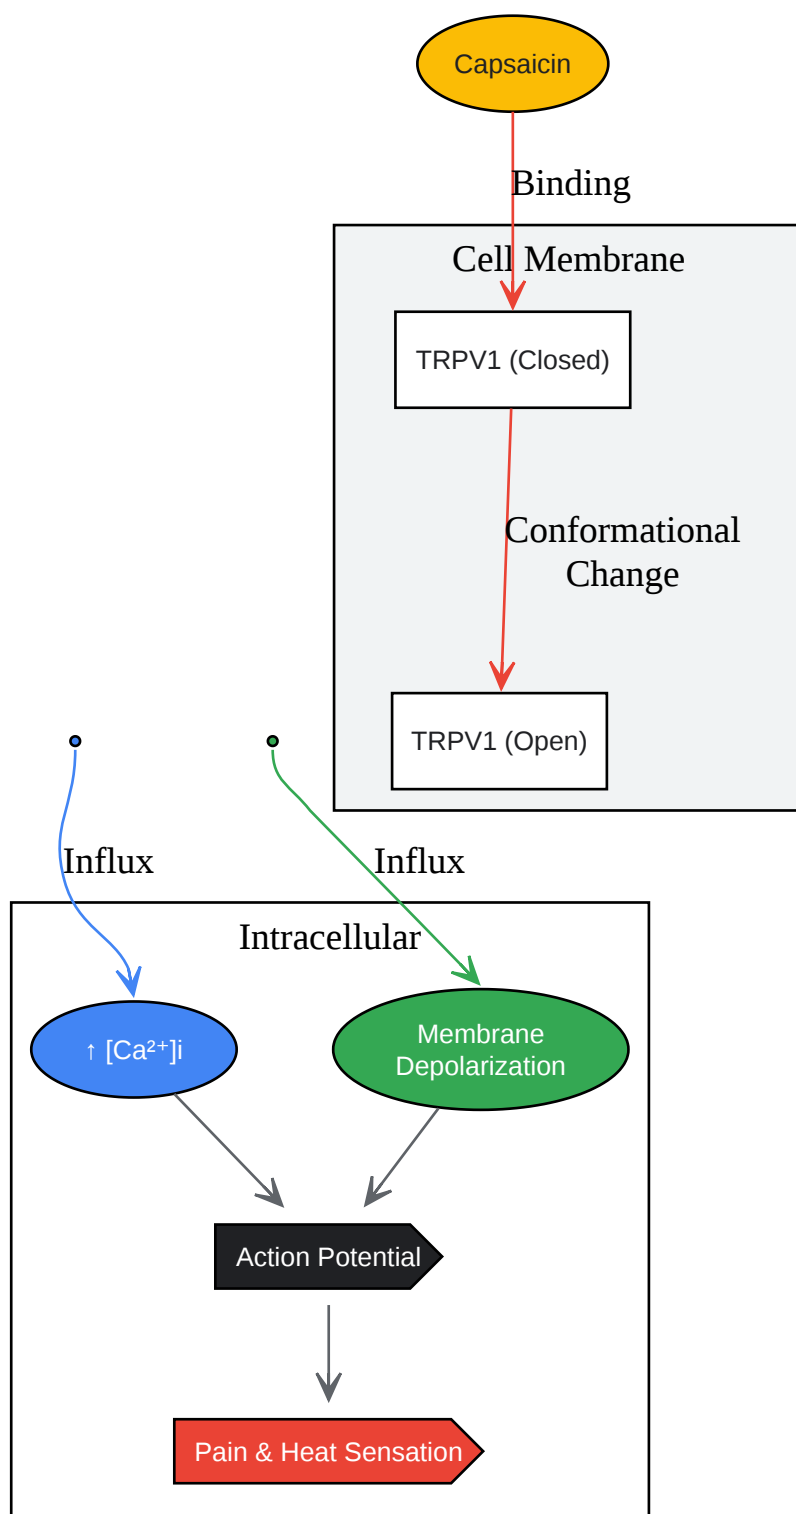 Capsaicin
Binding
Cell Membrane
TRPV1 (Closed)
Conformational
Change
TRPV1 (Open)
Influx
Influx
Intracellular
↑ [Ca²⁺]i
Membrane
Depolarization
Action Potential
Pain & Heat Sensation